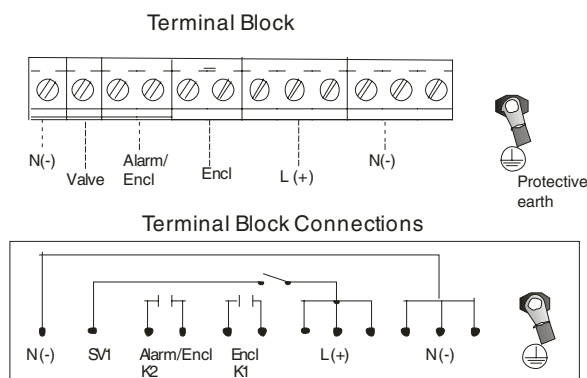 Terminal Block
N(-)
Valve
Alarm/
Encl
Encl
L (+)
N(-)
Protective
earth
Terminal Block Connections
N (-)
SV1
Alarm/Encl
K2
Encl
K1
L (+)
N (-)